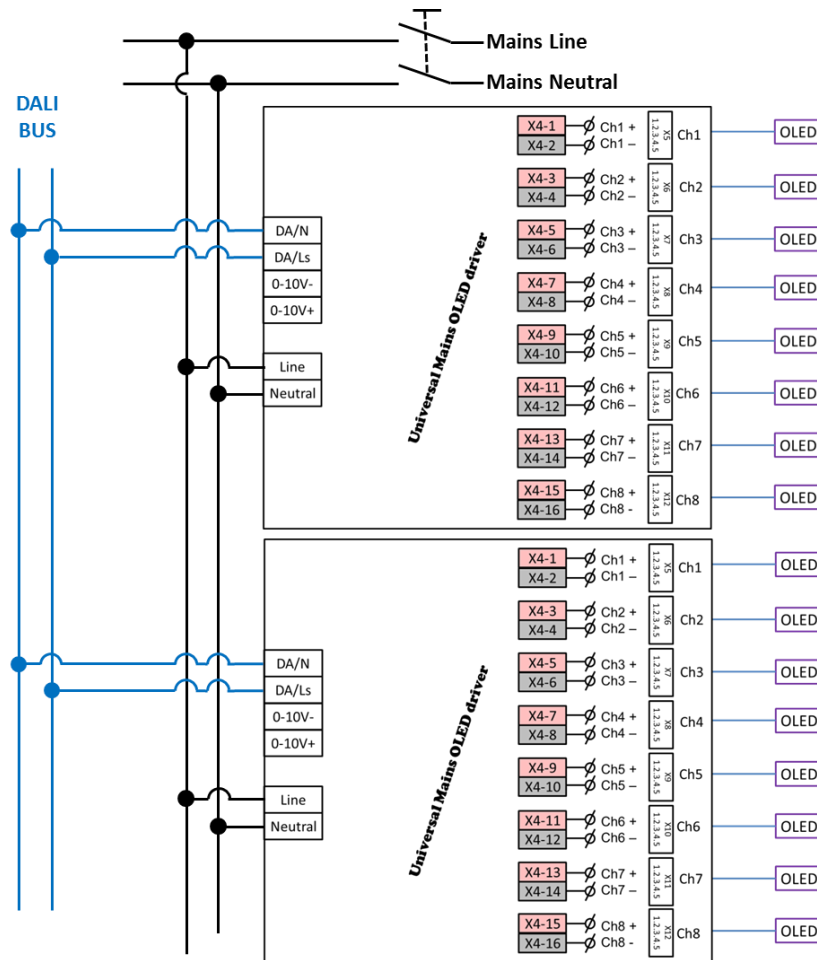 Mains Line
Mains Neutral
DALI
BUS
X4-1 Ch1 + 1.2.3.4.5 X5 Ch1 OLED
X4-2 Ch1 –
X4-3 Ch2 + 1.2.3.4.5 X6 Ch2 OLED
X4-4 Ch2 –
X4-5 Ch3 + 1.2.3.4.5 X7 Ch3 OLED
X4-6 Ch3 –
X4-7 Ch4 + 1.2.3.4.5 X8 Ch4 OLED
X4-8 Ch4 –
X4-9 Ch5 + 1.2.3.4.5 X9 Ch5 OLED
X4-10 Ch5 –
X4-11 Ch6 + 1.2.3.4.5 X10 Ch6 OLED
X4-12 Ch6 –
X4-13 Ch7 + 1.2.3.4.5 X11 Ch7 OLED
X4-14 Ch7 –
X4-15 Ch8 + 1.2.3.4.5 X12 Ch8 OLED
X4-16 Ch8 -
DA/N
DA/Ls
0-10V-
0-10V+
Line
Neutral
Universal Mains OLED driver
X4-1 Ch1 + 1.2.3.4.5 X5 Ch1 OLED
X4-2 Ch1 –
X4-3 Ch2 + 1.2.3.4.5 X6 Ch2 OLED
X4-4 Ch2 –
X4-5 Ch3 + 1.2.3.4.5 X7 Ch3 OLED
X4-6 Ch3 –
X4-7 Ch4 + 1.2.3.4.5 X8 Ch4 OLED
X4-8 Ch4 –
X4-9 Ch5 + 1.2.3.4.5 X9 Ch5 OLED
X4-10 Ch5 –
X4-11 Ch6 + 1.2.3.4.5 X10 Ch6 OLED
X4-12 Ch6 –
X4-13 Ch7 + 1.2.3.4.5 X11 Ch7 OLED
X4-14 Ch7 –
X4-15 Ch8 + 1.2.3.4.5 X12 Ch8 OLED
X4-16 Ch8 -
DA/N
DA/Ls
0-10V-
0-10V+
Line
Neutral
Universal Mains OLED driver